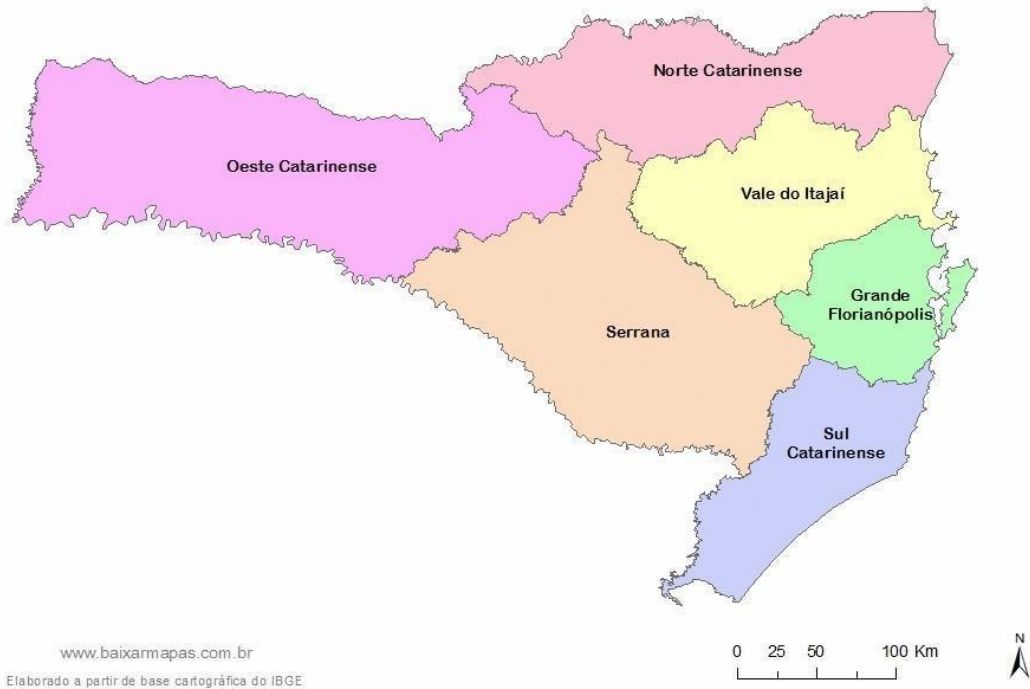 Norte Catarinense
Oeste Catarinense
Vale do Itajaí
Grande
Florianópolis
Serrana
Sul
Catarinense
www.baixarmapas.com.br
Elaborado a partir de base cartográfica do IBGE
0 25 50 100 Km
N